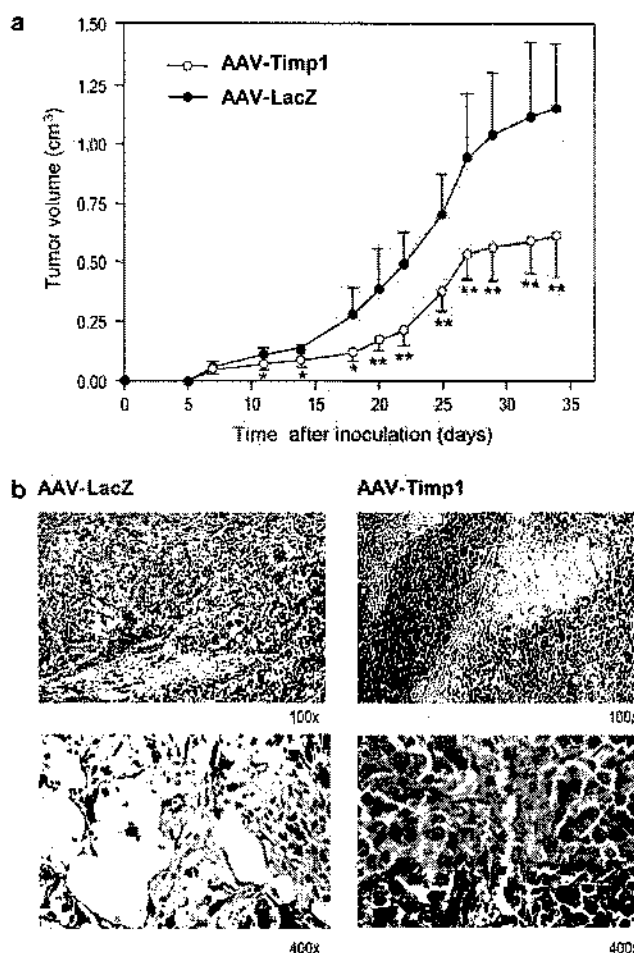 a
1.50
1.25
1,00
0.75
0.50
0.25
0.00
Tumor volume (cm³)
AAV-Timp1
AAV-LacZ
* * * ** ** ** ** ** ** **
0 5 10 15 20 25 30 35
Time after inoculation (days)
b AAV-LacZ AAV-Timp1
100x 100x
400x 400x